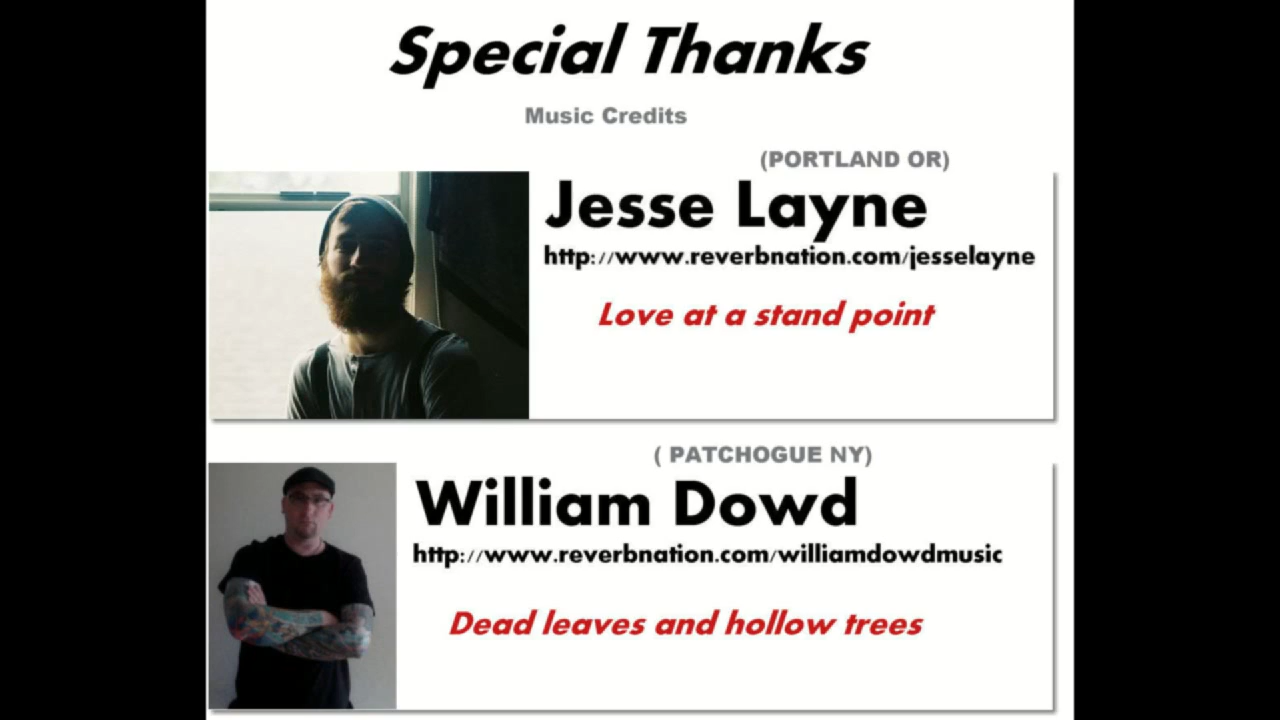 Special Thanks
Music Credits
(PORTLAND OR)
Jesse Layne
http://www.reverbnation.com/jesselayne
Love at a stand point
( PATCHOGUE NY)
William Dowd
http://www.reverbnation.com/williamdowdmusic
Dead leaves and hollow trees